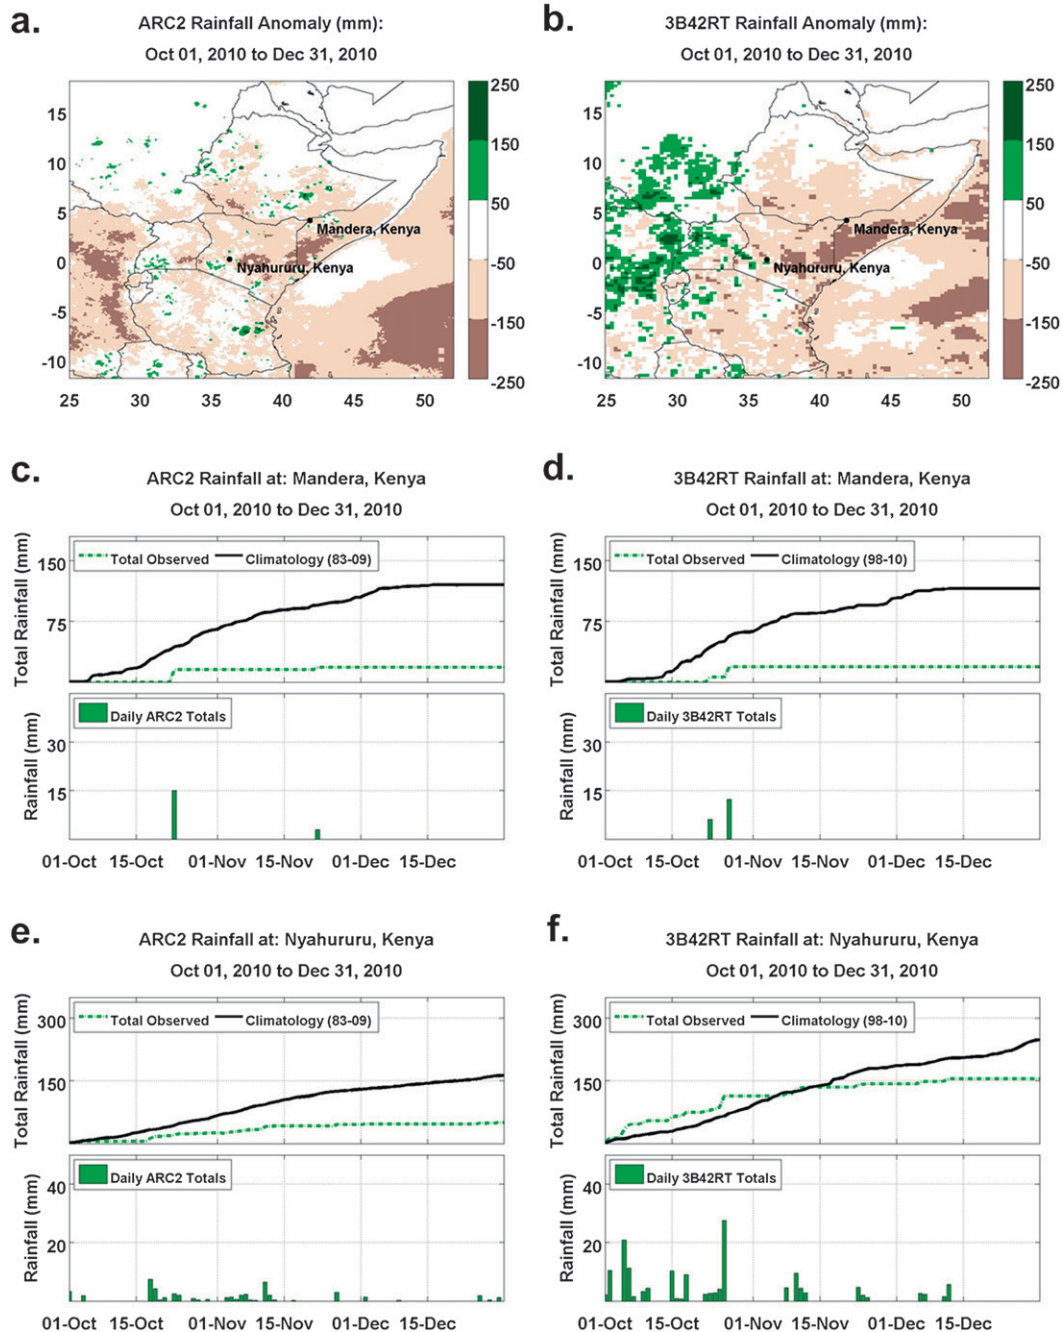 a.
ARC2 Rainfall Anomaly (mm):
Oct 01, 2010 to Dec 31, 2010
15
10
5
0
-5
-10
25 30 35 40 45 50
Mandera, Kenya
Nyahururu, Kenya
250
150
50
-50
-150
-250
b.
3B42RT Rainfall Anomaly (mm):
Oct 01, 2010 to Dec 31, 2010
15
10
5
0
-5
-10
25 30 35 40 45 50
Mandera, Kenya
Nyahururu, Kenya
250
150
50
-50
-150
-250
c.
ARC2 Rainfall at: Mandera, Kenya
Oct 01, 2010 to Dec 31, 2010
Total Rainfall (mm)
150
75
Total Observed Climatology (83-09)
Rainfall (mm)
30
15
Daily ARC2 Totals
01-Oct 15-Oct 01-Nov 15-Nov 01-Dec 15-Dec
d.
3B42RT Rainfall at: Mandera, Kenya
Oct 01, 2010 to Dec 31, 2010
Total Rainfall (mm)
150
75
Total Observed Climatology (98-10)
Rainfall (mm)
30
15
Daily 3B42RT Totals
01-Oct 15-Oct 01-Nov 15-Nov 01-Dec 15-Dec
e.
ARC2 Rainfall at: Nyahururu, Kenya
Oct 01, 2010 to Dec 31, 2010
Total Rainfall (mm)
300
150
Total Observed Climatology (83-09)
Rainfall (mm)
40
20
Daily ARC2 Totals
01-Oct 15-Oct 01-Nov 15-Nov 01-Dec 15-Dec
f.
3B42RT Rainfall at: Nyahururu, Kenya
Oct 01, 2010 to Dec 31, 2010
Total Rainfall (mm)
300
150
Total Observed Climatology (98-10)
Rainfall (mm)
40
20
Daily 3B42RT Totals
01-Oct 15-Oct 01-Nov 15-Nov 01-Dec 15-Dec